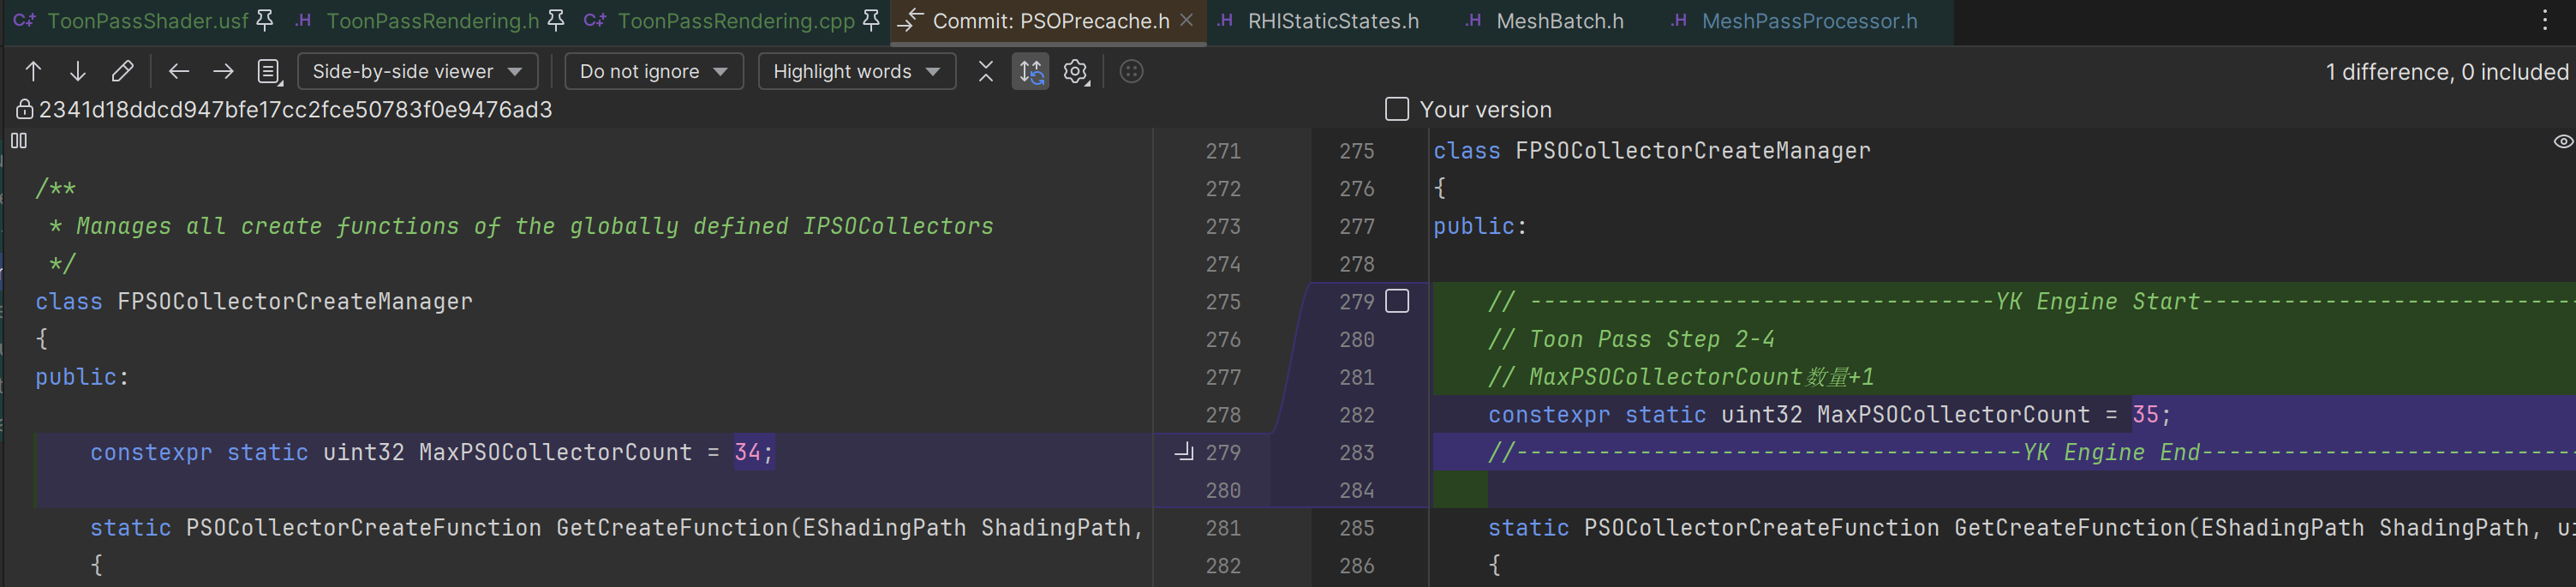 C+ ToonPassShader.usf .H ToonPassRendering.h C+ ToonPassRendering.cpp Commit: PSOPrecache.h .H RHIStaticStates.h .H MeshBatch.h .H MeshPassProcessor.h
Side-by-side viewer Do not ignore Highlight words 1 difference, 0 included
2341d18ddcd947bfe17cc2fce50783f0e9476ad3 Your version
271 275 class FPSOCollectorCreateManager
/** 272 276 {
* Manages all create functions of the globally defined IPSOCollectors 273 277 public:
*/ 274 278
class FPSOCollectorCreateManager 275 279 // ----------------------------------YK Engine Start----------------------------
{ 276 280 // Toon Pass Step 2-4
public: 277 281 // MaxPSOCollectorCount数量+1
278 282 constexpr static uint32 MaxPSOCollectorCount = 35;
constexpr static uint32 MaxPSOCollectorCount = 34; 279 283 //-------------------------------------YK Engine End----------------------------
280 284
static PSOCollectorCreateFunction GetCreateFunction(EShadingPath ShadingPath, 281 285 static PSOCollectorCreateFunction GetCreateFunction(EShadingPath ShadingPath, ui
{ 282 286 {